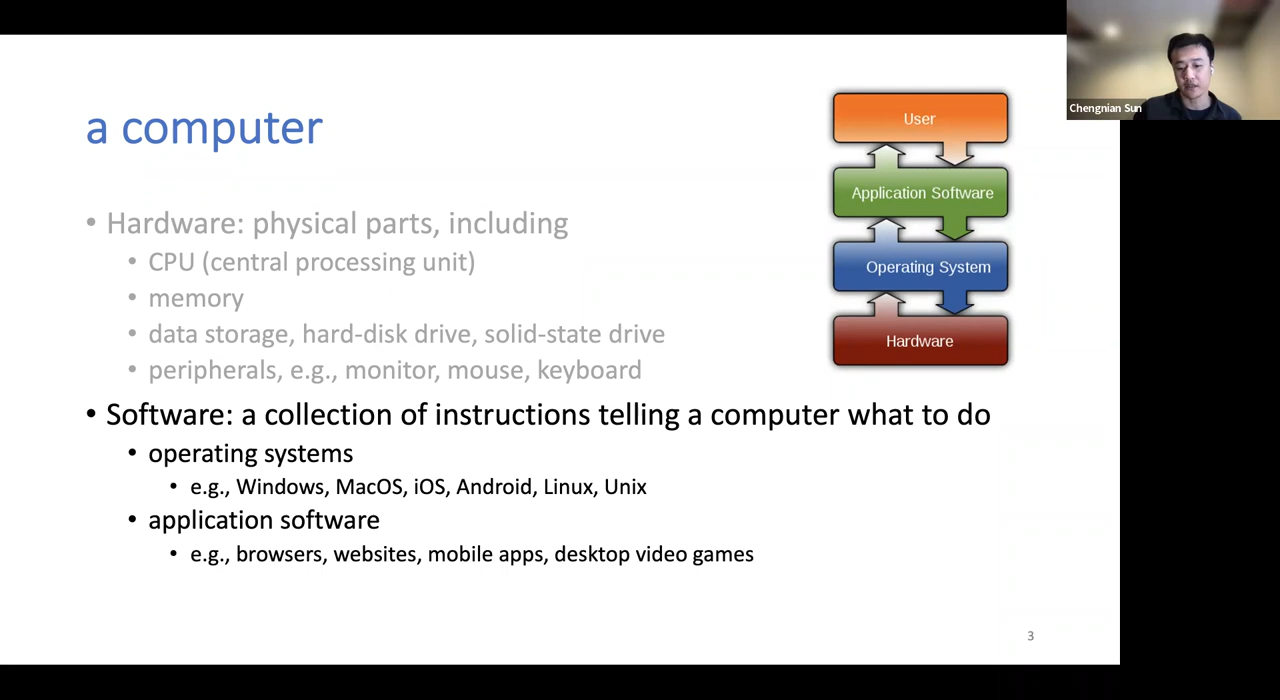 Chengnian Sun
a computer
User
Application Software
Operating System
Hardware
• Hardware: physical parts, including
• CPU (central processing unit)
• memory
• data storage, hard-disk drive, solid-state drive
• peripherals, e.g., monitor, mouse, keyboard
• Software: a collection of instructions telling a computer what to do
• operating systems
• e.g., Windows, MacOS, iOS, Android, Linux, Unix
• application software
• e.g., browsers, websites, mobile apps, desktop video games
3